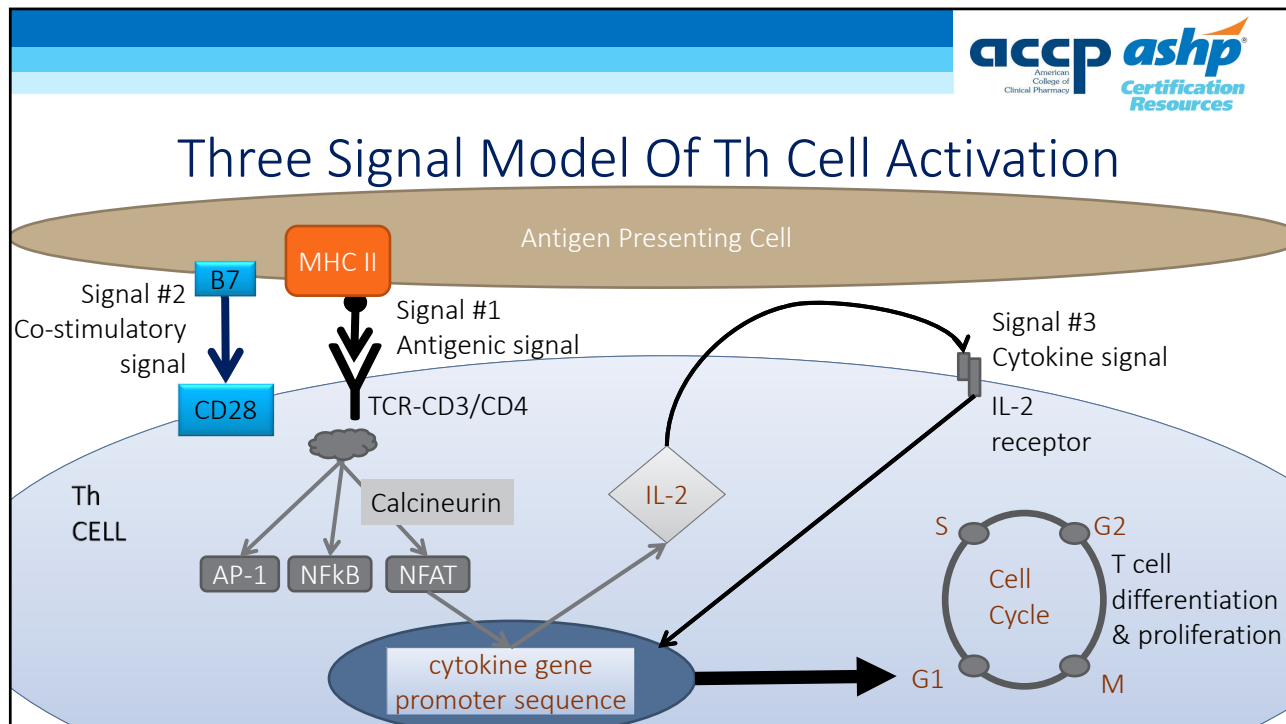 accp
American
College of
Clinical Pharmacy
ashp®
Certification
Resources
Three Signal Model Of Th Cell Activation
Antigen Presenting Cell
MHC II
B7
Signal #2
Co-stimulatory
signal
Signal #1
Antigenic signal
Signal #3
Cytokine signal
CD28
TCR-CD3/CD4
IL-2
receptor
Th
CELL
Calcineurin
IL-2
AP-1
NFkB
NFAT
S
G2
Cell
Cycle
T cell
differentiation
& proliferation
G1
M
cytokine gene
promoter sequence